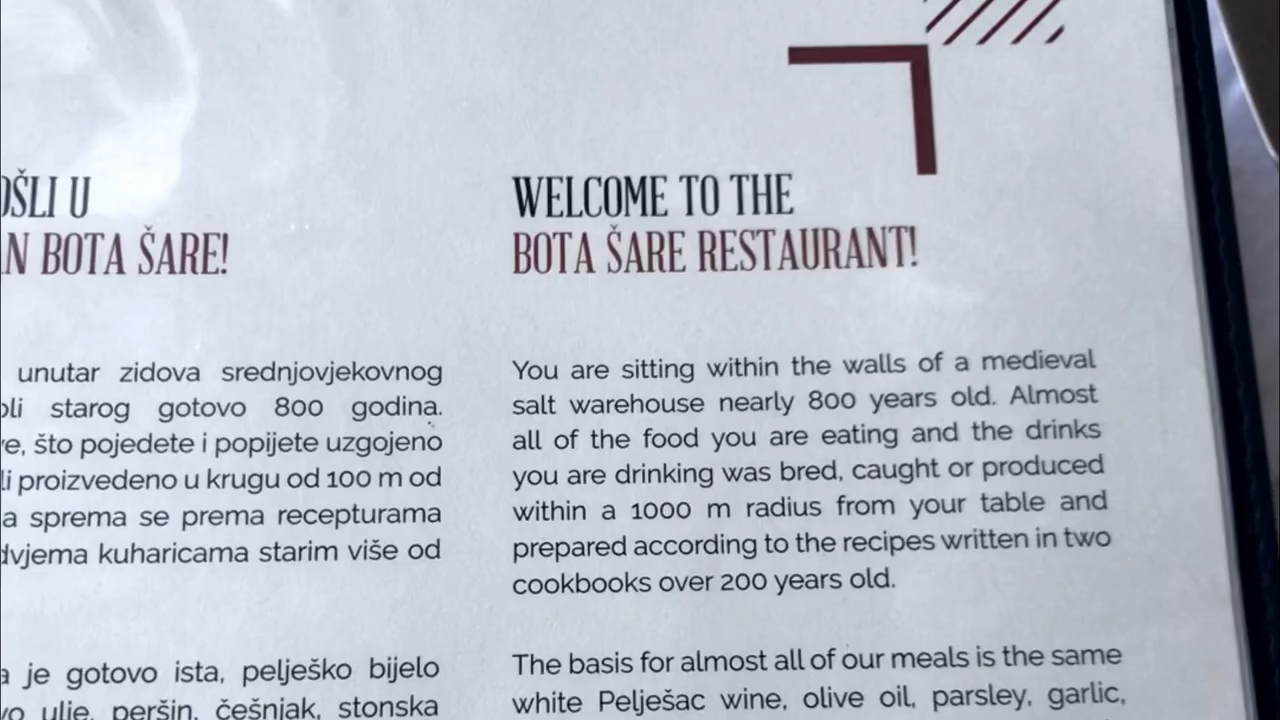 OŠLI U
N BOTA ŠARE!
unutar zidova srednjovjekovnog
oli starog gotovo 800 godina.
e, što pojedete i popijete uzgojeno
li proizvedeno u krugu od 100 m od
a sprema se prema recepturama
dvjema kuharicama starim više od
a je gotovo ista, pelješko bijelo
vo ulje, peršin, češnjak, stonska
WELCOME TO THE
BOTA ŠARE RESTAURANT!
You are sitting within the walls of a medieval
salt warehouse nearly 800 years old. Almost
all of the food you are eating and the drinks
you are drinking was bred, caught or produced
within a 1000 m radius from your table and
prepared according to the recipes written in two
cookbooks over 200 years old.
The basis for almost all of our meals is the same
white Pelješac wine, olive oil, parsley, garlic,